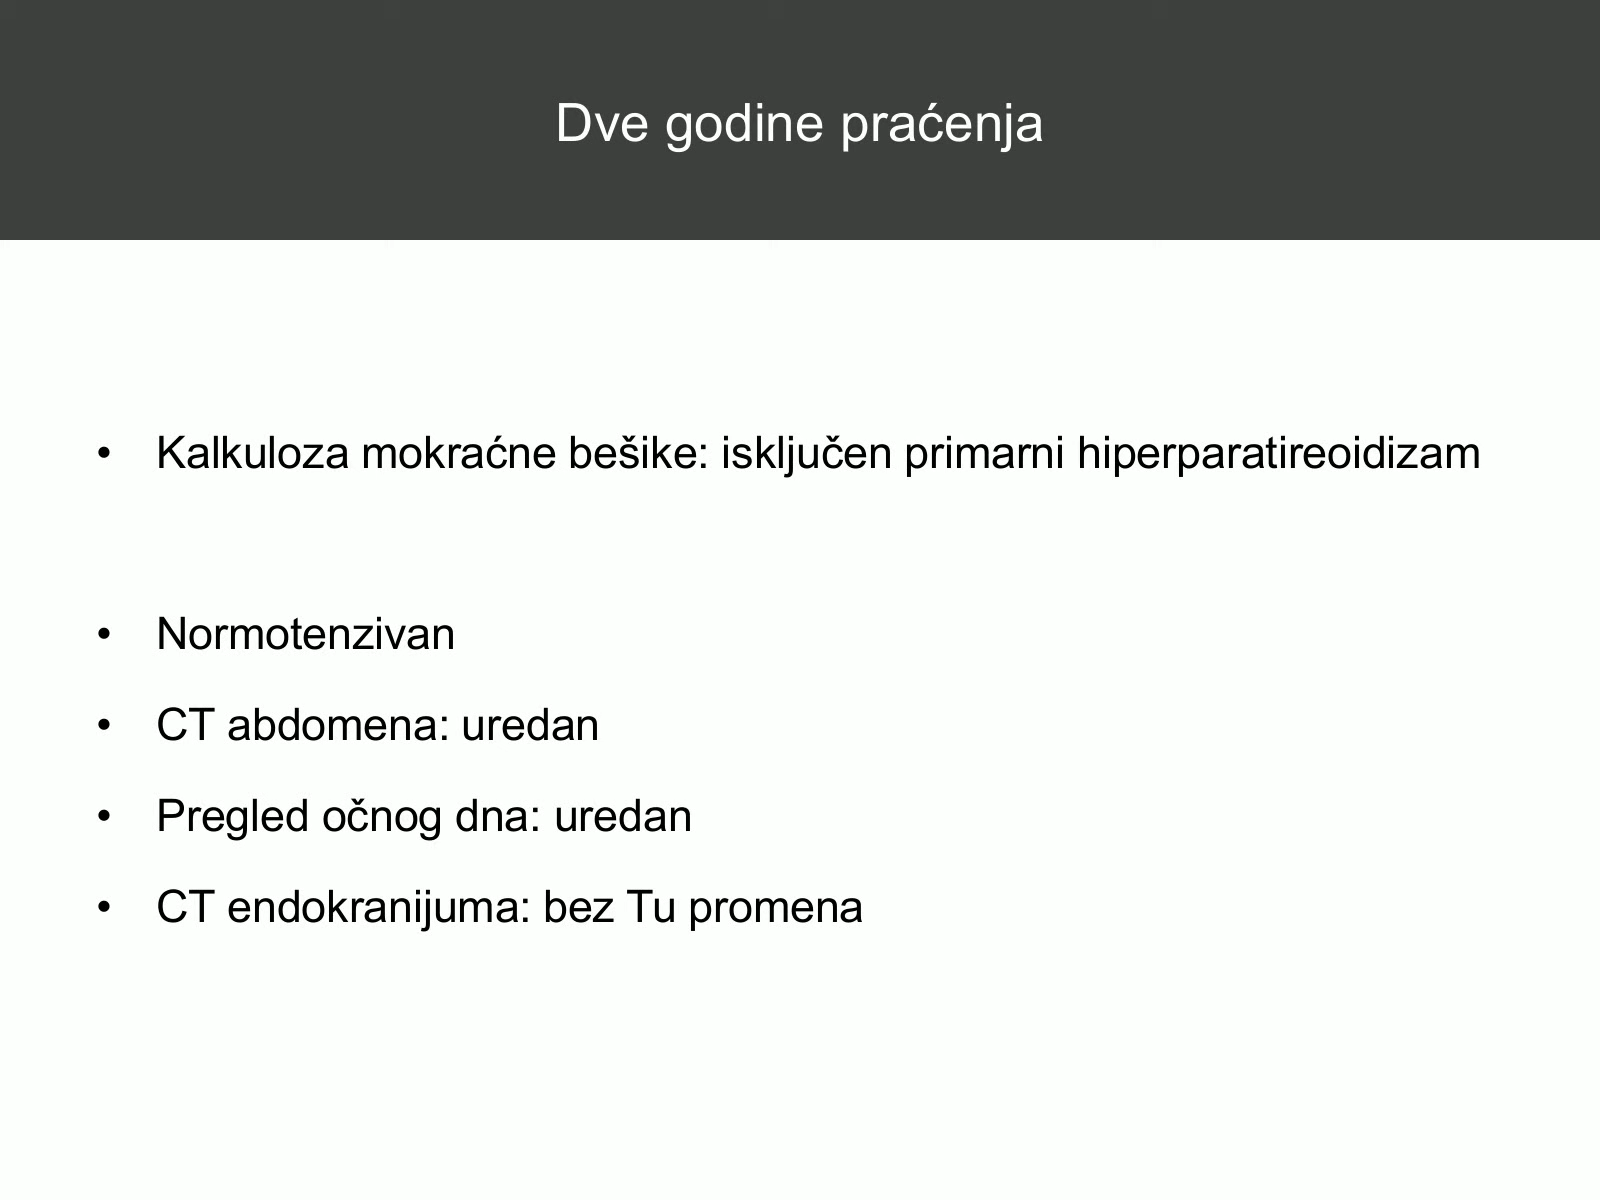 Dve godine praćenja
• Kalkuloza mokraćne bešike: isključen primarni hiperparatireoidizam
• Normotenzivan
• CT abdomena: uredan
• Pregled očnog dna: uredan
• CT endokranijuma: bez Tu promena